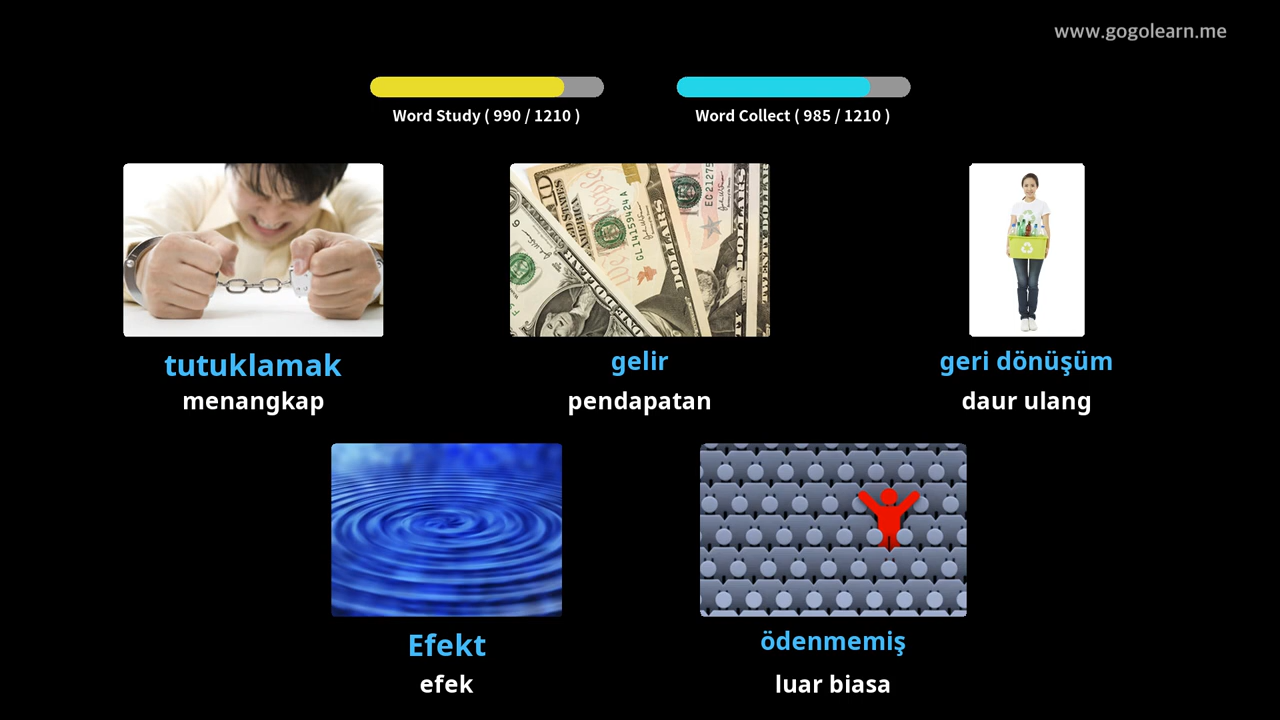 www.gogolearn.me
Word Study ( 990 / 1210 )
Word Collect ( 985 / 1210 )
tutuklamak
menangkap
gelir
pendapatan
geri dönüşüm
daur ulang
Efekt
efek
ödenmemiş
luar biasa